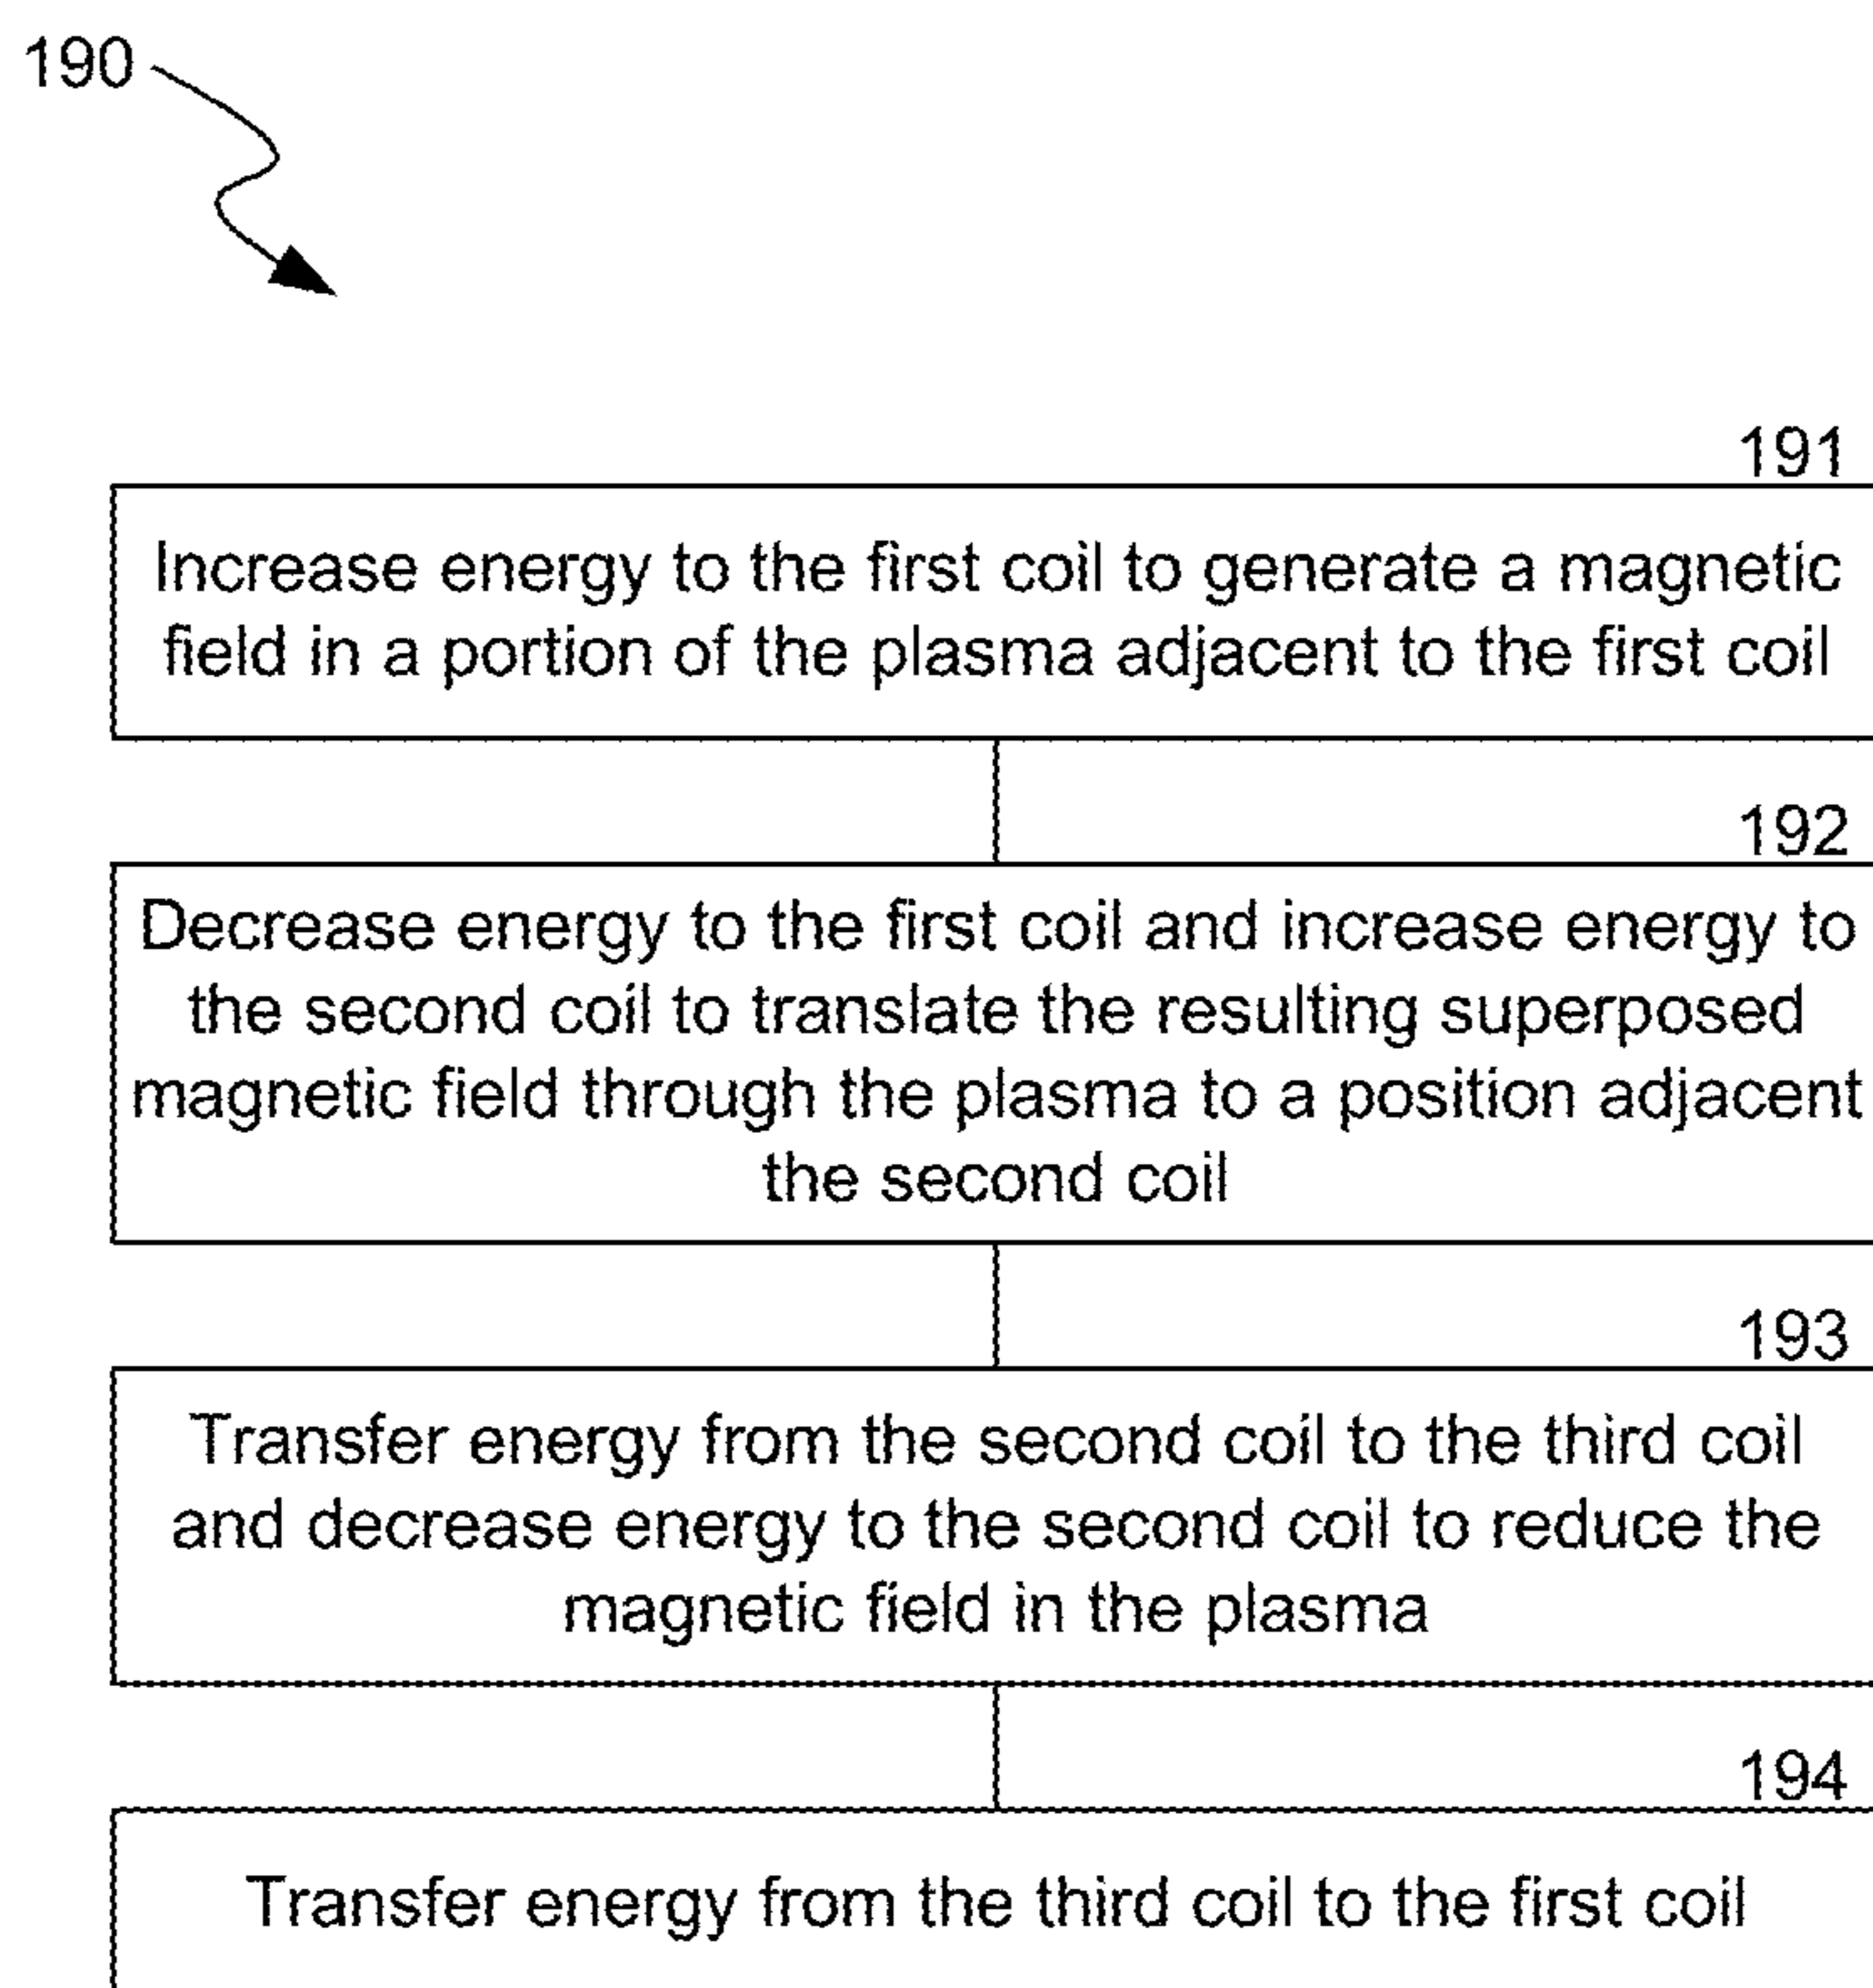 190
191
Increase energy to the first coil to generate a magnetic
field in a portion of the plasma adjacent to the first coil
192
Decrease energy to the first coil and increase energy to
the second coil to translate the resulting superposed
magnetic field through the plasma to a position adjacent
the second coil
193
Transfer energy from the second coil to the third coil
and decrease energy to the second coil to reduce the
magnetic field in the plasma
194
Transfer energy from the third coil to the first coil